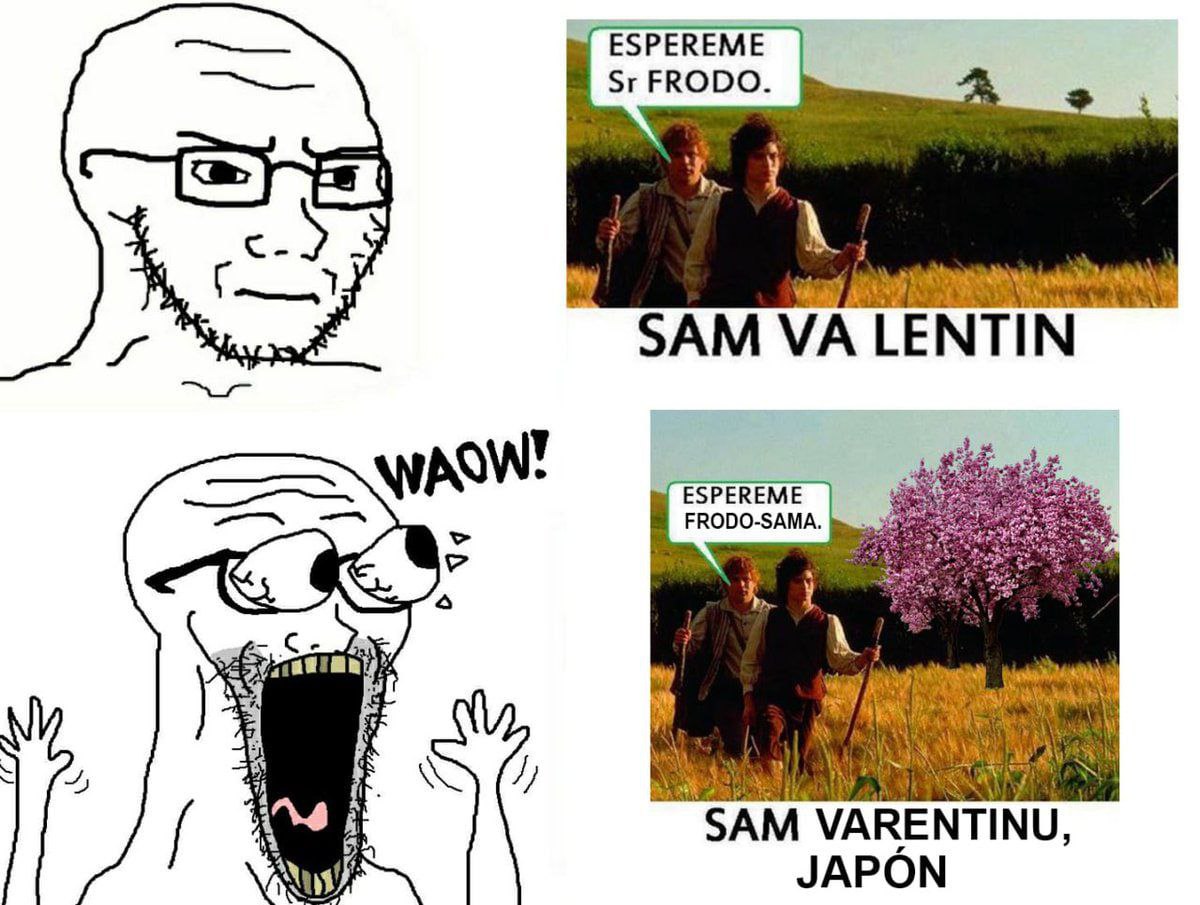 ESPEREME
Sr FRODO.
SAM VA LENTIN
WAOW!
ESPEREME
FRODO-SAMA.
SAM VARENTINU,
JAPÓN